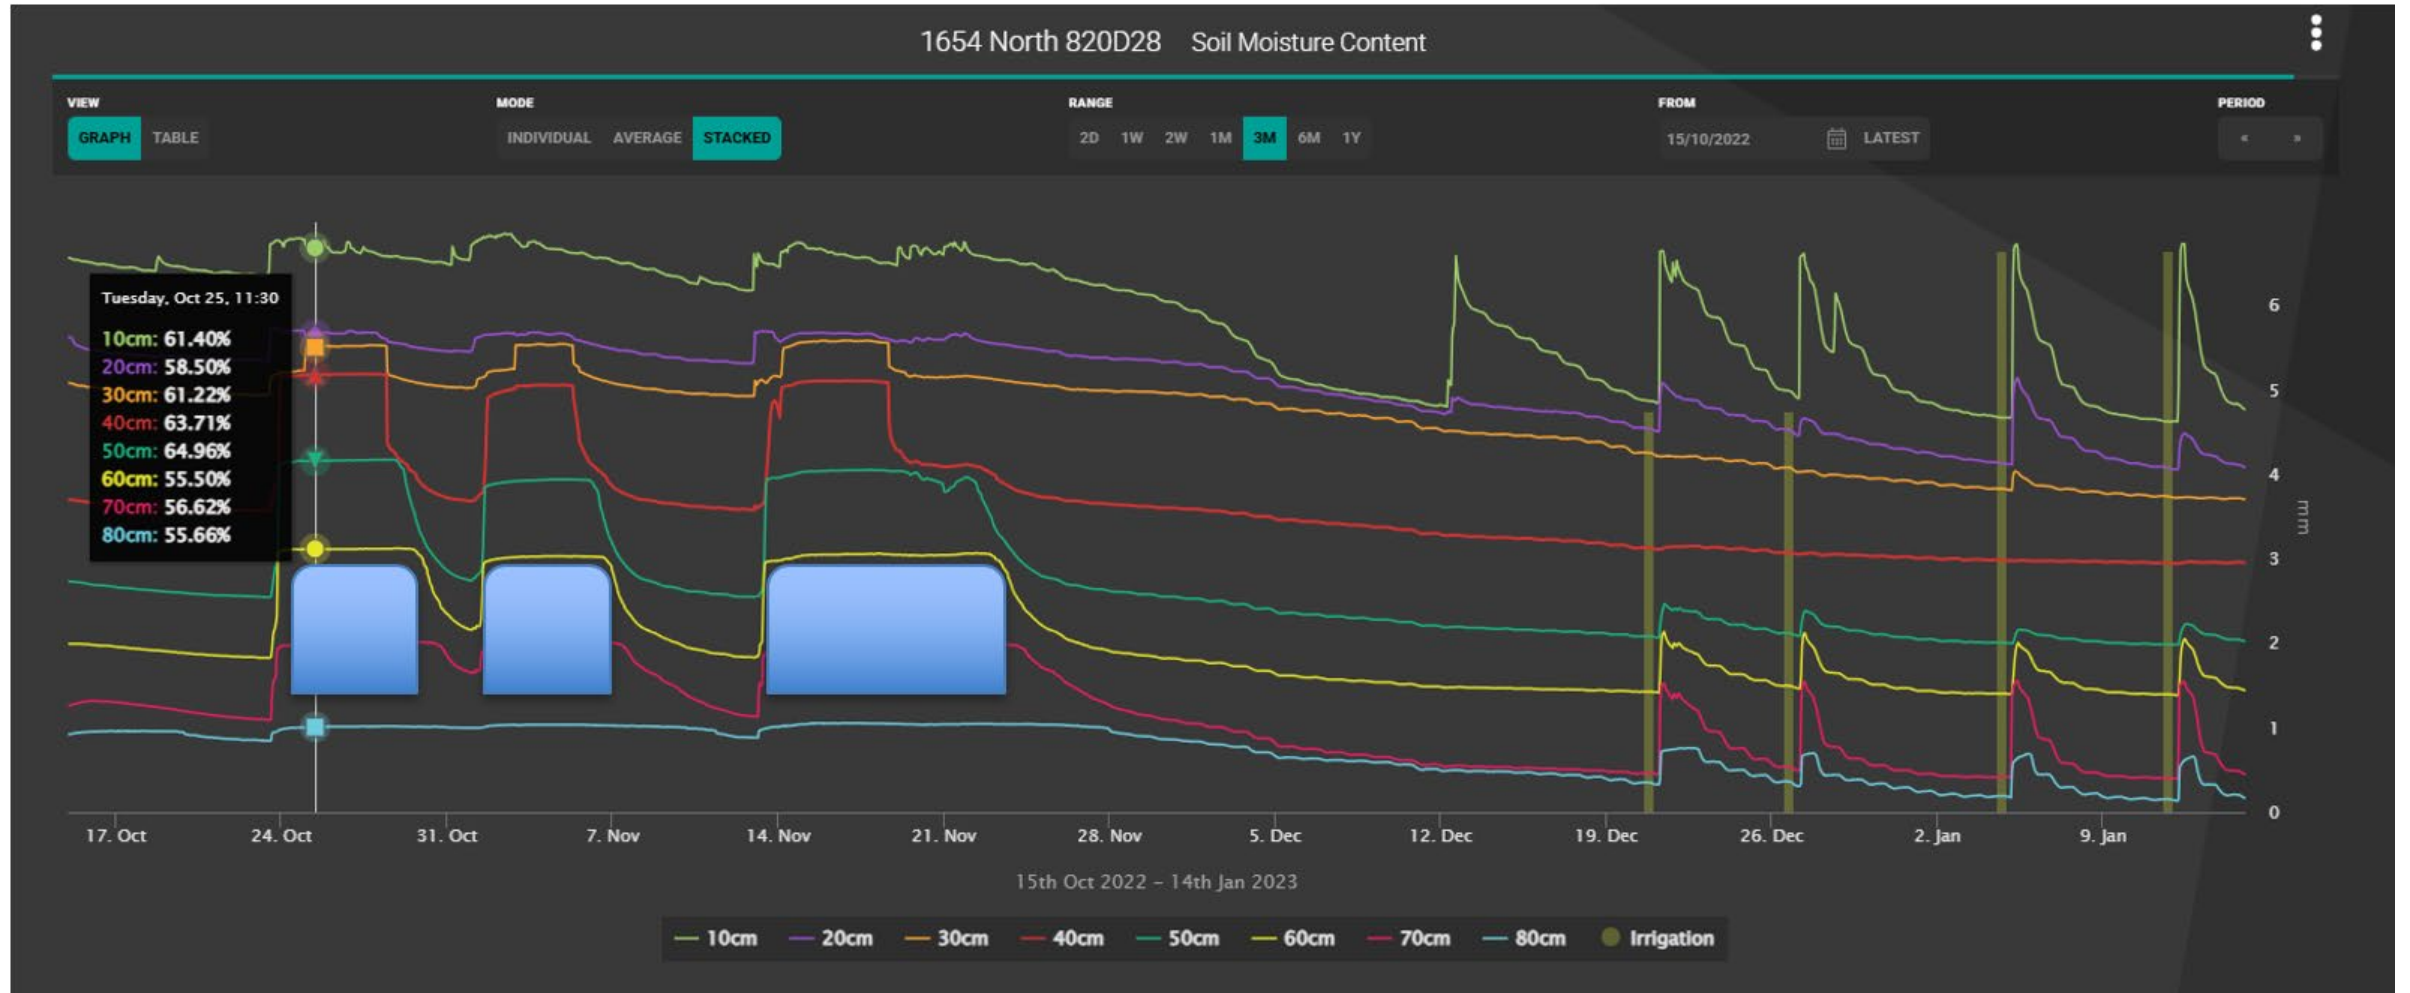 1654 North 820D28 Soil Moisture Content
VIEW MODE RANGE FROM PERIOD
GRAPH TABLE INDIVIDUAL AVERAGE STACKED 2D 1W 2W 1M 3M 6M 1Y 15/10/2022 LATEST « »
Tuesday, Oct 25, 11:30
10cm: 61.40%
20cm: 58.50%
30cm: 61.22%
40cm: 63.71%
50cm: 64.96%
60cm: 55.50%
70cm: 56.62%
80cm: 55.66%
6
5
4
mm
3
2
1
0
17. Oct 24. Oct 31. Oct 7. Nov 14. Nov 21. Nov 28. Nov 5. Dec 12. Dec 19. Dec 26. Dec 2. Jan 9. Jan
15th Oct 2022 – 14th Jan 2023
10cm 20cm 30cm 40cm 50cm 60cm 70cm 80cm Irrigation